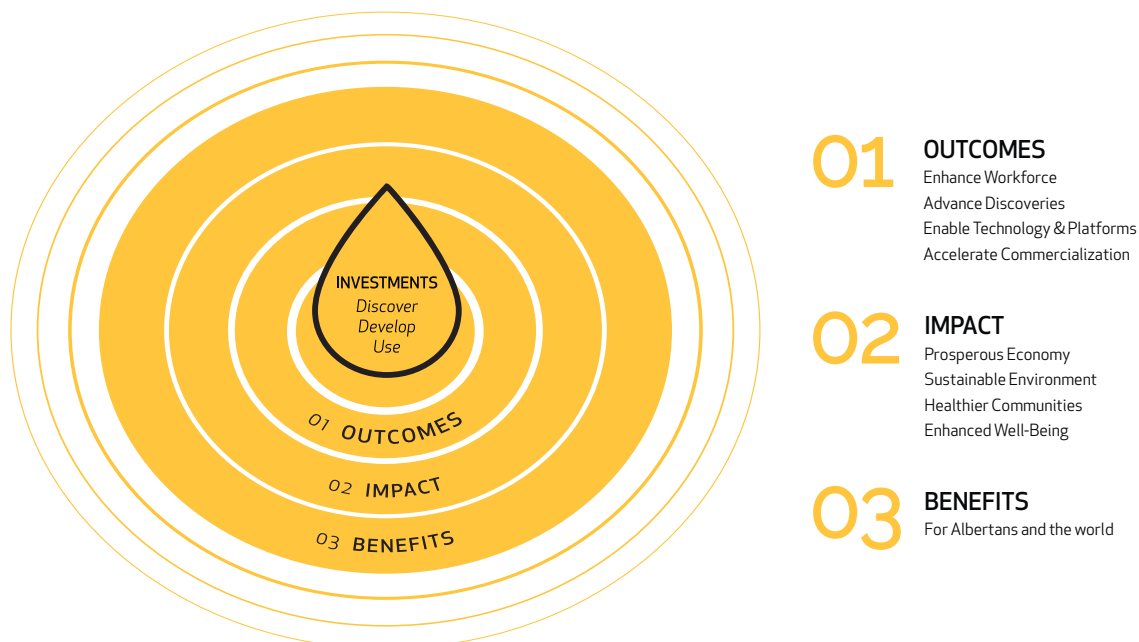 INVESTMENTS
Discover
Develop
Use
01 OUTCOMES
02 IMPACT
03 BENEFITS
01
OUTCOMES
Enhance Workforce
Advance Discoveries
Enable Technology & Platforms
Accelerate Commercialization
02
IMPACT
Prosperous Economy
Sustainable Environment
Healthier Communities
Enhanced Well-Being
03
BENEFITS
For Albertans and the world